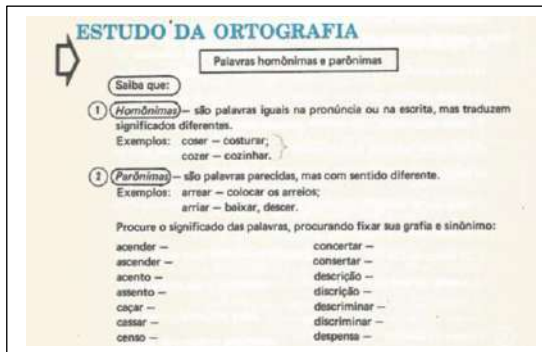 ESTUDO DA ORTOGRAFIA
Palavras homônimas e parônimas
Saiba que:
1 Homônimas — são palavras iguais na pronúncia ou na escrita, mas traduzem
significados diferentes.
Exemplos: coser — costurar;
cozer — cozinhar.
2 Parônimas — são palavras parecidas, mas com sentido diferente.
Exemplos: arrear — colocar os arreios;
arriar — baixar, descer.
Procure o significado das palavras, procurando fixar sua grafia e sinônimo:
acender —
ascender —
acento —
assento —
caçar —
cassar —
censo —
concertar —
consertar —
descrição —
discrição —
descriminar —
discriminar —
despensa —